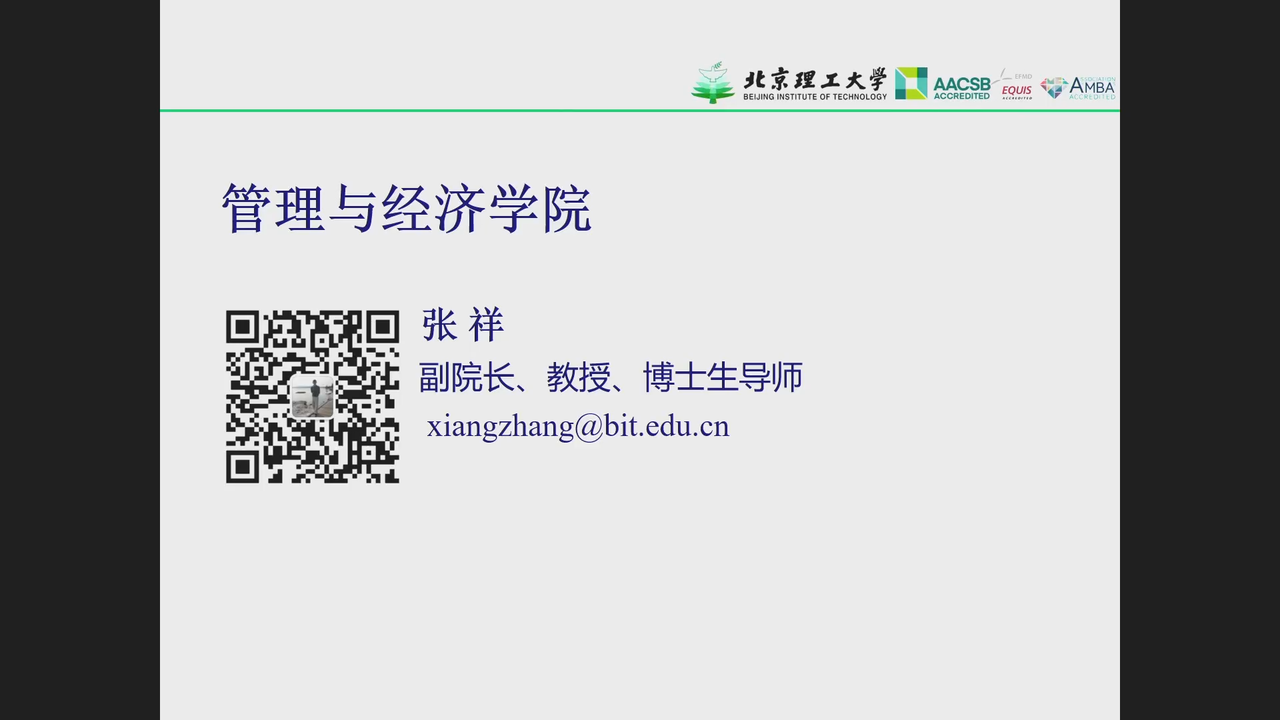 北京理工大学
BEIJING INSTITUTE OF TECHNOLOGY
AACSB
ACCREDITED
EFMD
EQUIS
ACCREDITED
ASSOCIATION
AMBA
ACCREDITED
管理与经济学院
张 祥
副院长、教授、博士生导师
xiangzhang@bit.edu.cn